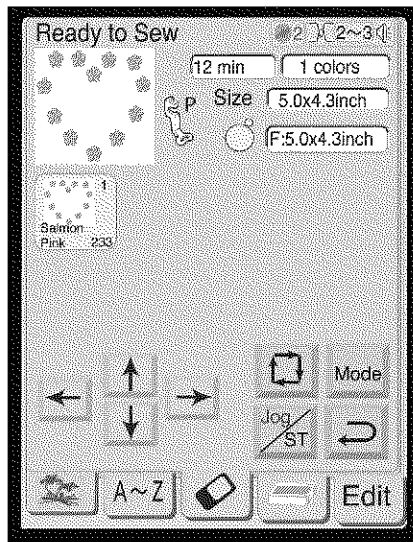 Ready to Sew
2 2~3
12 min 1 colors
P Size 5.0x4.3inch
F:5.0x4.3inch
1
Salmon
Pink 233
Mode
Jog
/ST
A~Z Edit